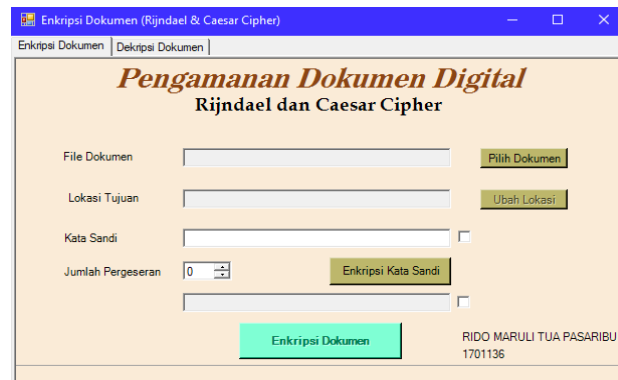 Enkripsi Dokumen (Rijndael & Caesar Cipher)
Enkripsi Dokumen Dekripsi Dokumen
Pengamanan Dokumen Digital
Rijndael dan Caesar Cipher
File Dokumen Pilih Dokumen
Lokasi Tujuan Ubah Lokasi
Kata Sandi
Jumlah Pergeseran 0 Enkripsi Kata Sandi
Enkripsi Dokumen
RIDO MARULI TUA PASARIBU
1701136